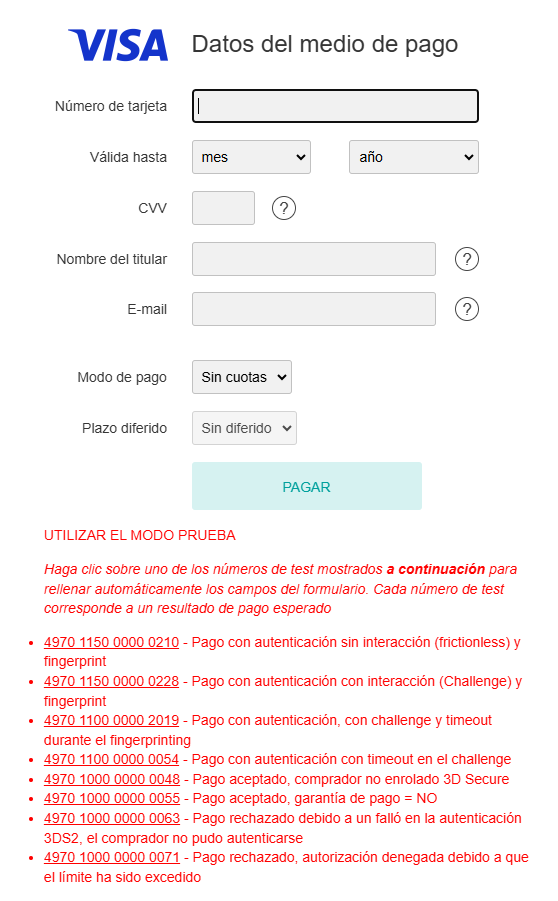 VISA Datos del medio de pago
Número de tarjeta
Válida hasta mes año
CVV ?
Nombre del titular ?
E-mail ?
Modo de pago Sin cuotas
Plazo diferido Sin diferido
PAGAR
UTILIZAR EL MODO PRUEBA
Haga clic sobre uno de los números de test mostrados a continuación para
rellenar automáticamente los campos del formulario. Cada número de test
corresponde a un resultado de pago esperado
• 4970 1150 0000 0210 - Pago con autenticación sin interacción (frictionless) y
fingerprint
• 4970 1150 0000 0228 - Pago con autenticación con interacción (Challenge) y
fingerprint
• 4970 1100 0000 2019 - Pago con autenticación, con challenge y timeout
durante el fingerprinting
• 4970 1100 0000 0054 - Pago con autenticación con timeout en el challenge
• 4970 1000 0000 0048 - Pago aceptado, comprador no enrolado 3D Secure
• 4970 1000 0000 0055 - Pago aceptado, garantía de pago = NO
• 4970 1000 0000 0063 - Pago rechazado debido a un falló en la autenticación
3DS2, el comprador no pudo autenticarse
• 4970 1000 0000 0071 - Pago rechazado, autorización denegada debido a que
el límite ha sido excedido